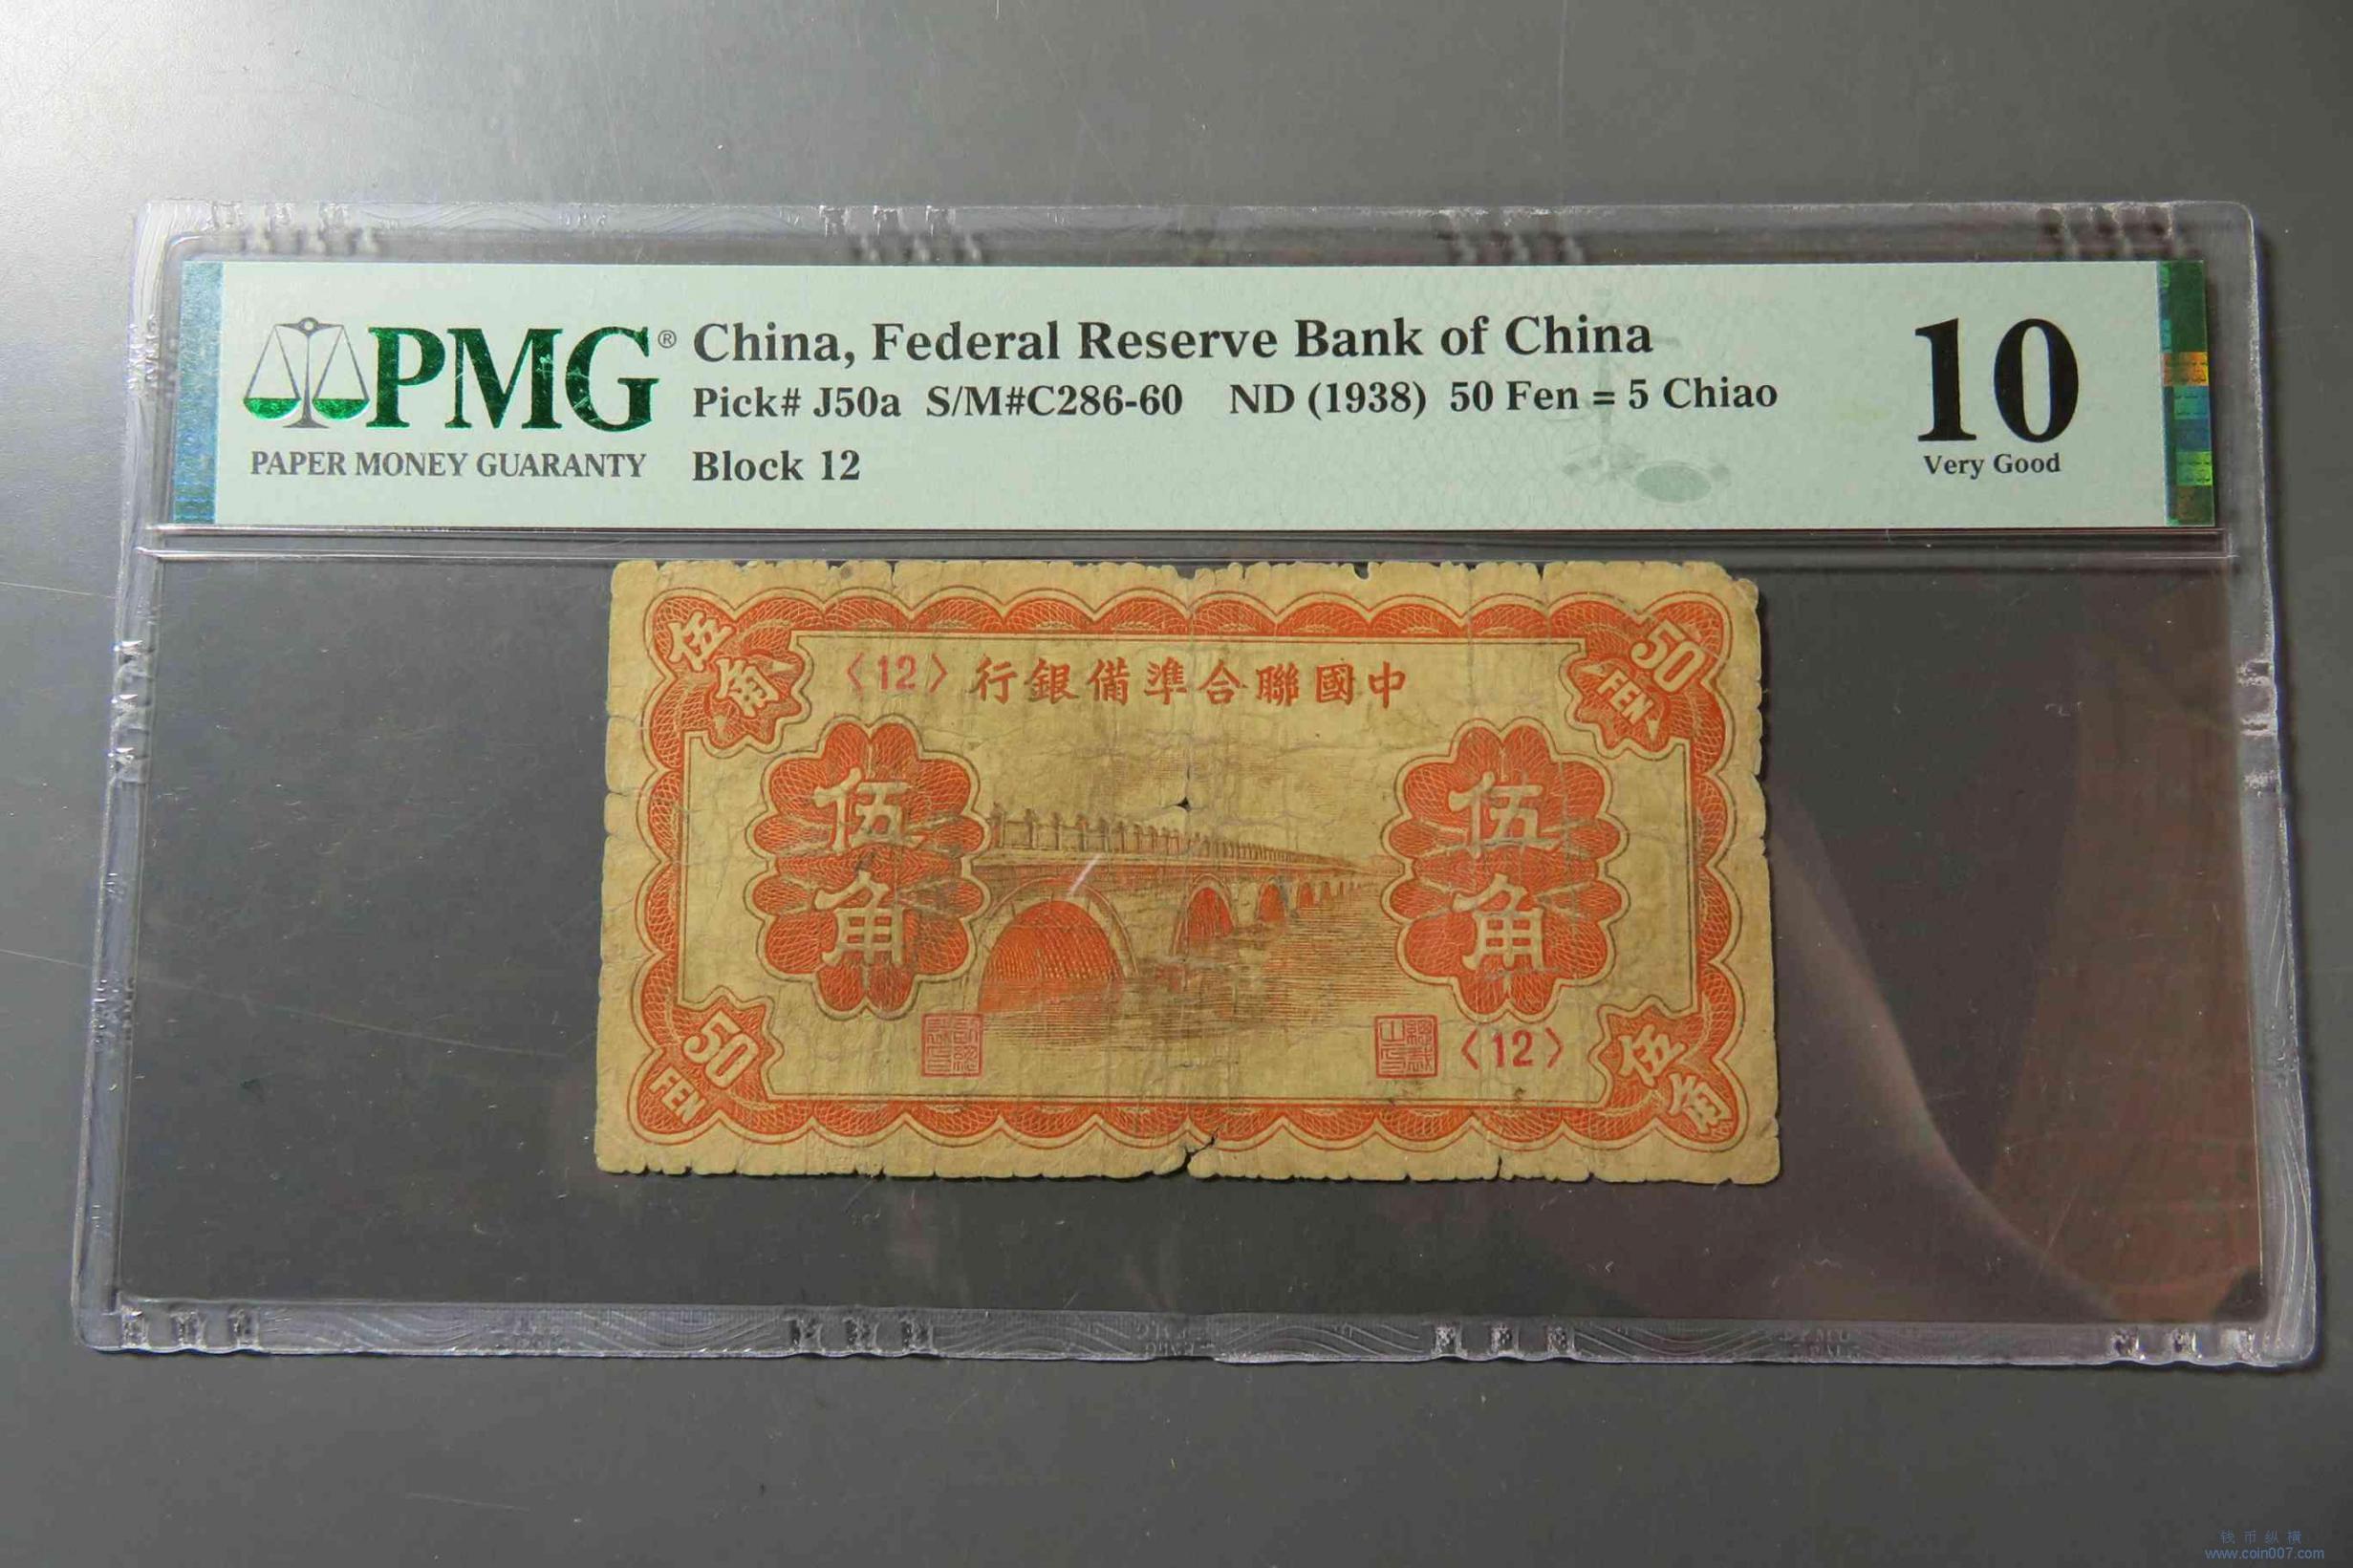 PMG® China, Federal Reserve Bank of China
Pick# J50a S/M#C286-60 ND (1938) 50 Fen = 5 Chiao
PAPER MONEY GUARANTY
Block 12
10
Very Good
伍角
〈12〉
行銀備準合聯國中
50
FEN
伍角
伍角
50
FEN
〈12〉
伍角
钱币纵横
www.coin007.com